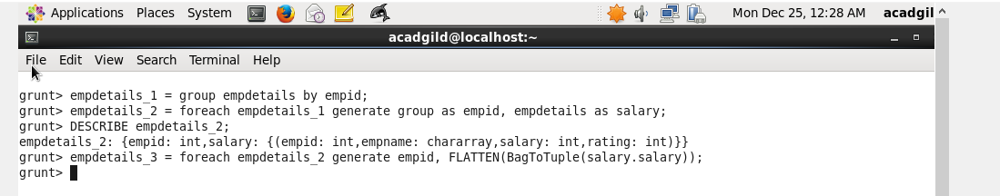 Applications Places System Mon Dec 25, 12:28 AM acadgil
acadgild@localhost:~
File Edit View Search Terminal Help
grunt> empdetails_1 = group empdetails by empid;
grunt> empdetails_2 = foreach empdetails_1 generate group as empid, empdetails as salary;
grunt> DESCRIBE empdetails_2;
empdetails_2: {empid: int,salary: {(empid: int,empname: chararray,salary: int,rating: int)}}
grunt> empdetails_3 = foreach empdetails_2 generate empid, FLATTEN(BagToTuple(salary.salary));
grunt>